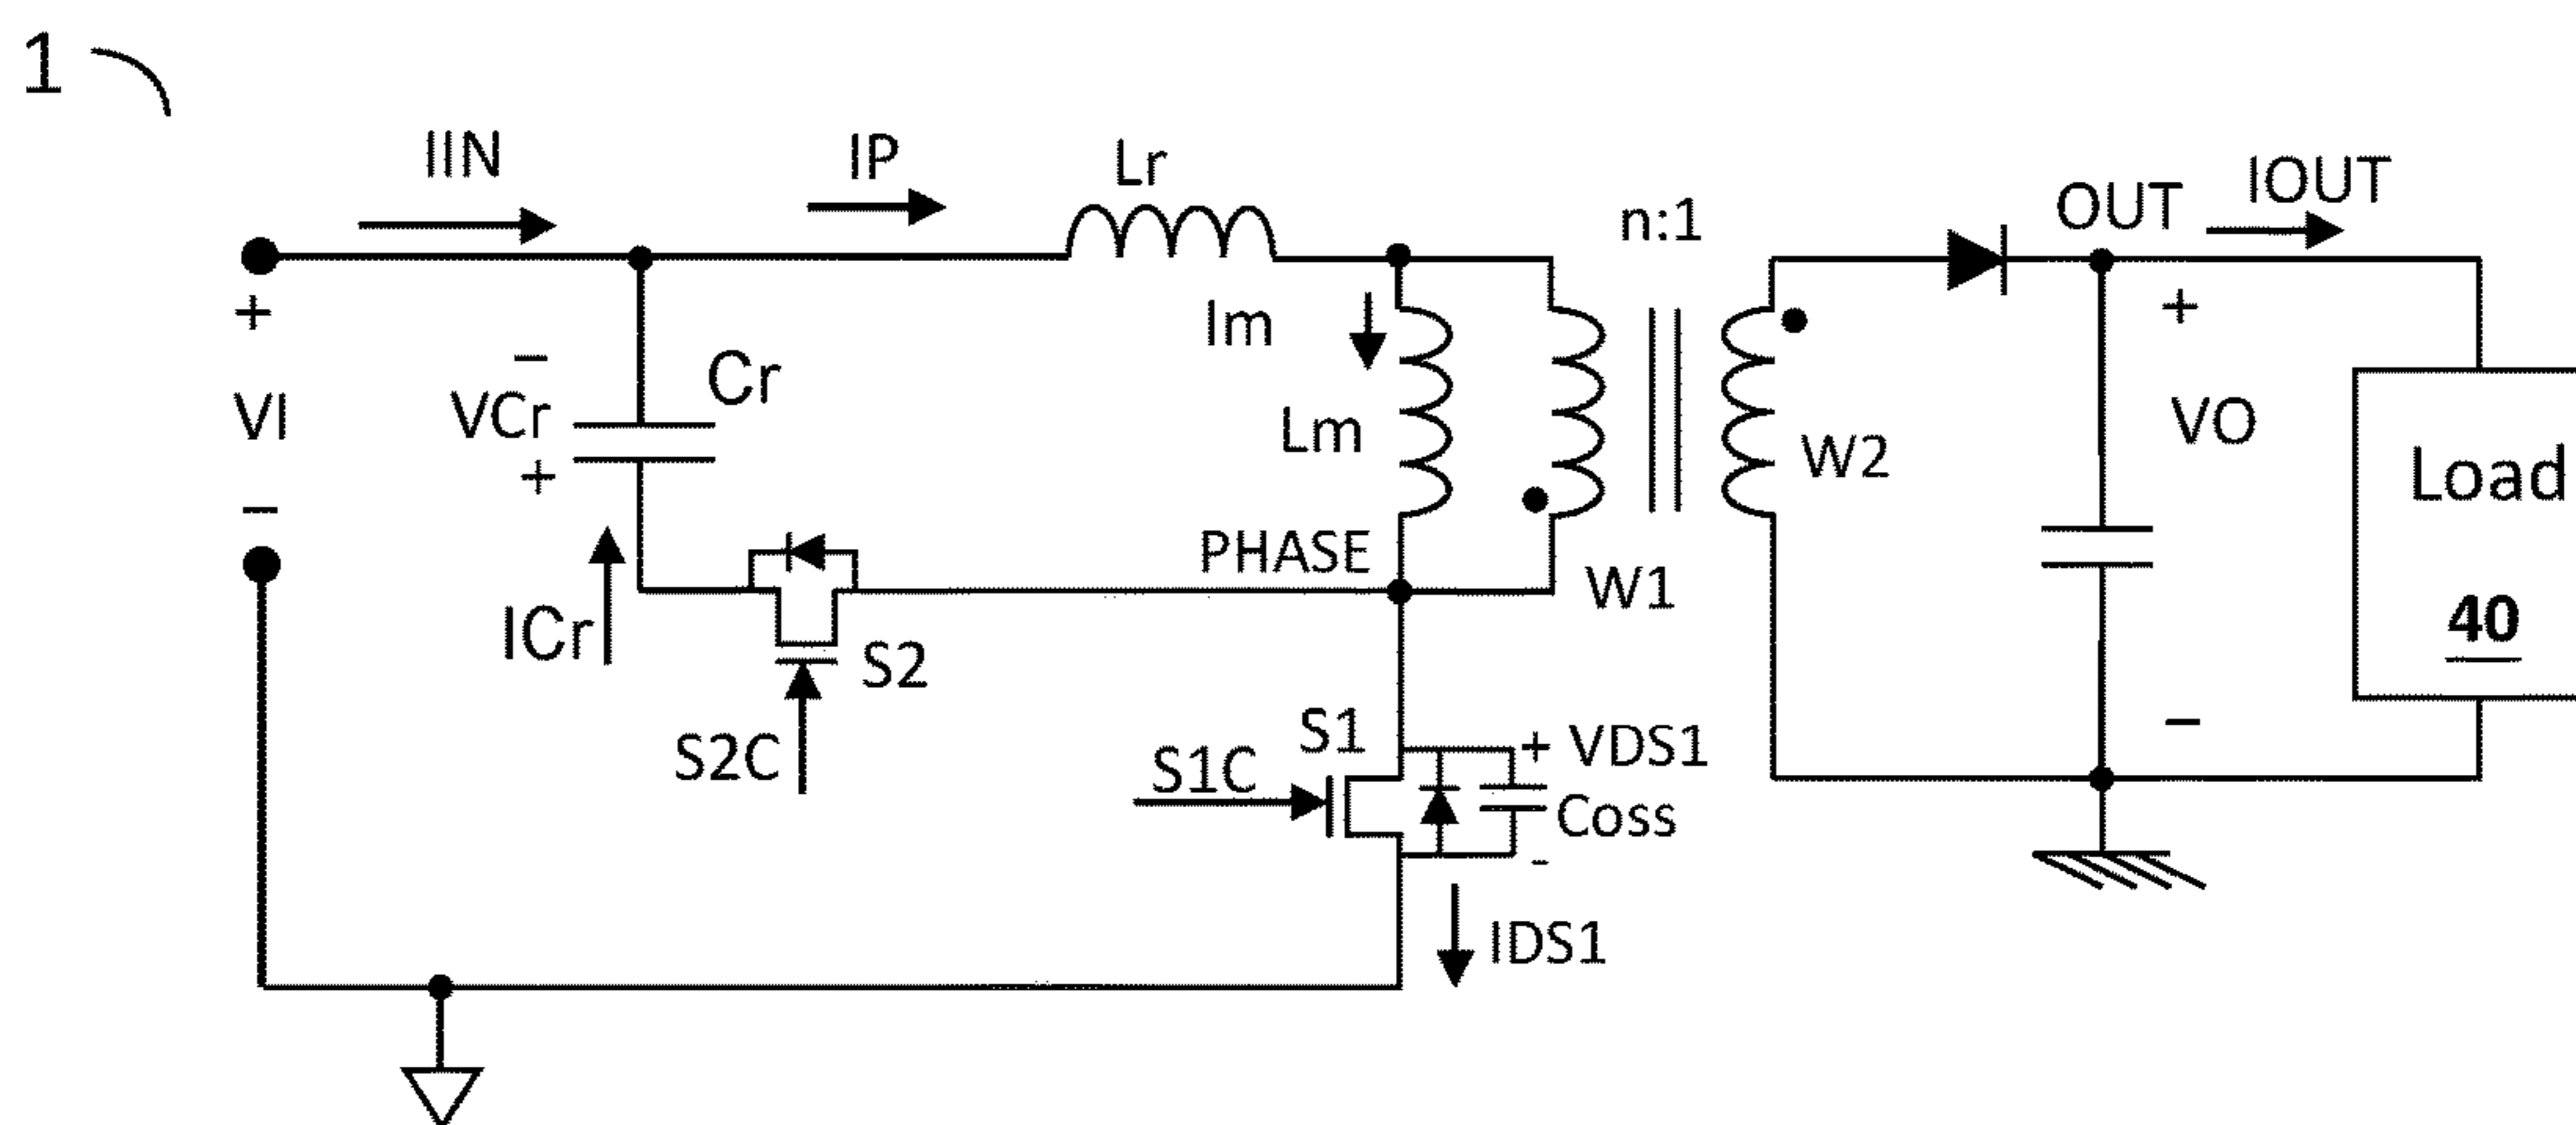 1
IIN
IP
Lr
n:1
OUT
IOUT
+
Im
+
−
VCr
Cr
VI
Lm
W2
VO
Load
40
+
−
PHASE
W1
ICr
S2
S2C
S1
S1C
+ VDS1
Coss
-
−
IDS1